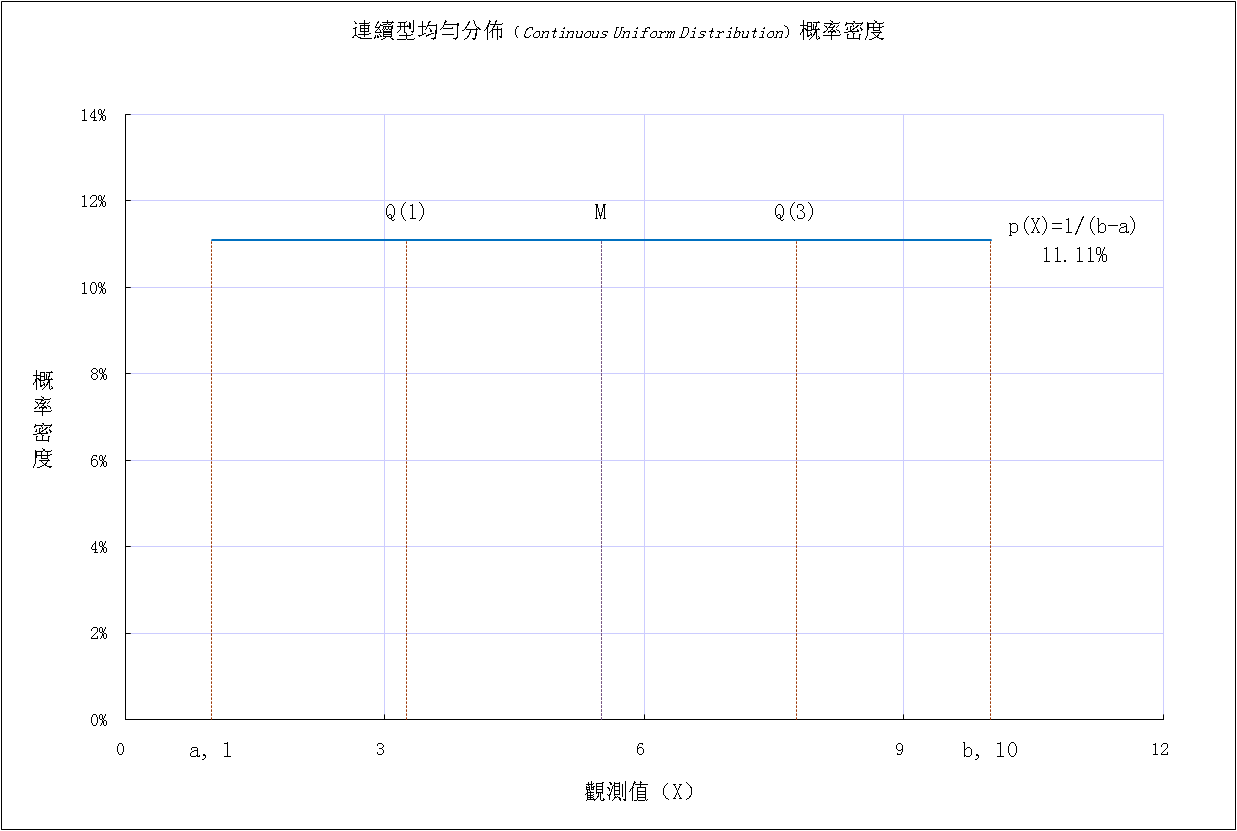 連續型均勻分佈（Continuous Uniform Distribution）概率密度
14%
12%
10%
8%
6%
4%
2%
0%
概率密度
Q(1)
M
Q(3)
p(X)=1/(b-a)
11.11%
0
a, 1
3
6
9
b, 10
12
觀測值（X）